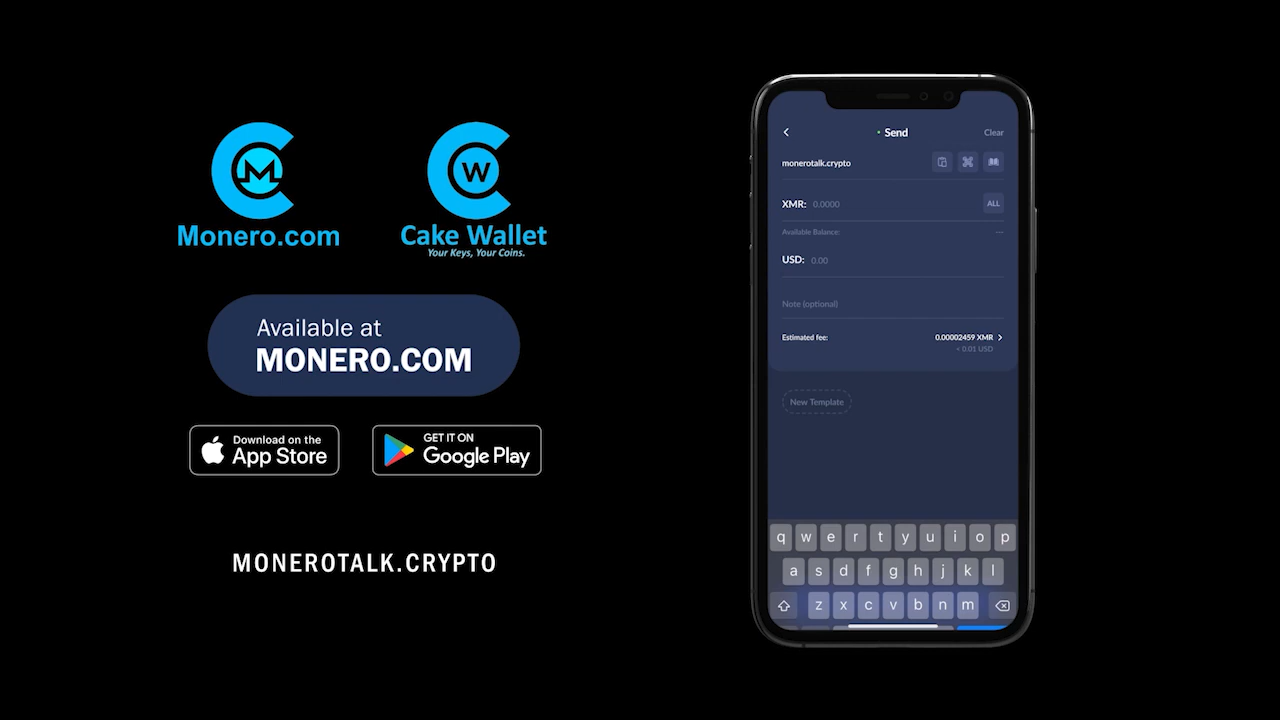 M
Monero.com
W
Cake Wallet
Your Keys, Your Coins.
Available at
MONERO.COM
Download on the
App Store
GET IT ON
Google Play
MONEROTALK.CRYPTO
Send
Clear
monerotalk.crypto
XMR: 0.0000
ALL
Available Balance: ---
USD: 0.00
Note (optional)
Estimated fee: 0.00002459 XMR
< 0.01 USD
New Template
q w e r t y u i o p
a s d f g h j k l
z x c v b n m